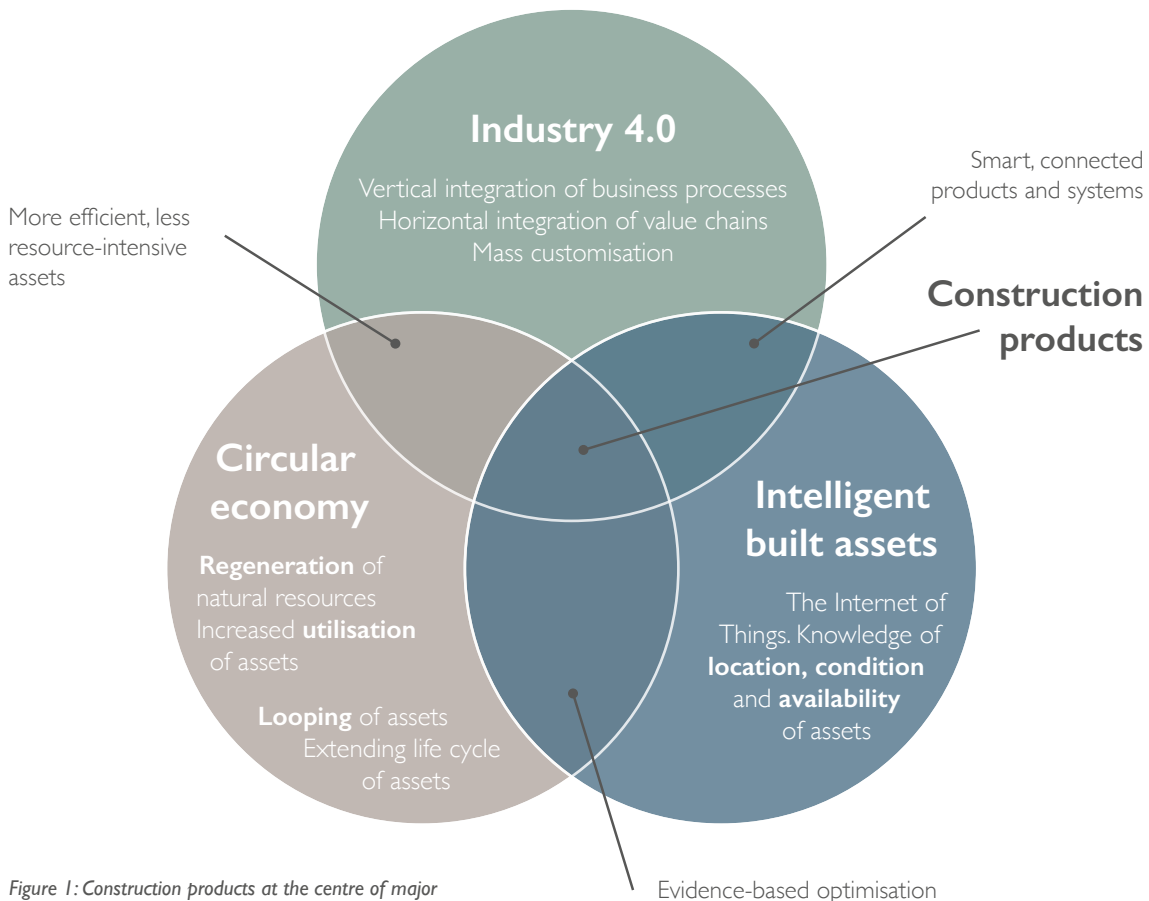 Industry 4.0
Vertical integration of business processes
Horizontal integration of value chains
Mass customisation
Smart, connected
products and systems
More efficient, less
resource-intensive
assets
Construction
products
Circular
economy
Regeneration of
natural resources
Increased utilisation
of assets
Looping of assets
Extending life cycle
of assets
Intelligent
built assets
The Internet of
Things. Knowledge of
location, condition
and availability
of assets
Figure 1: Construction products at the centre of major
Evidence-based optimisation